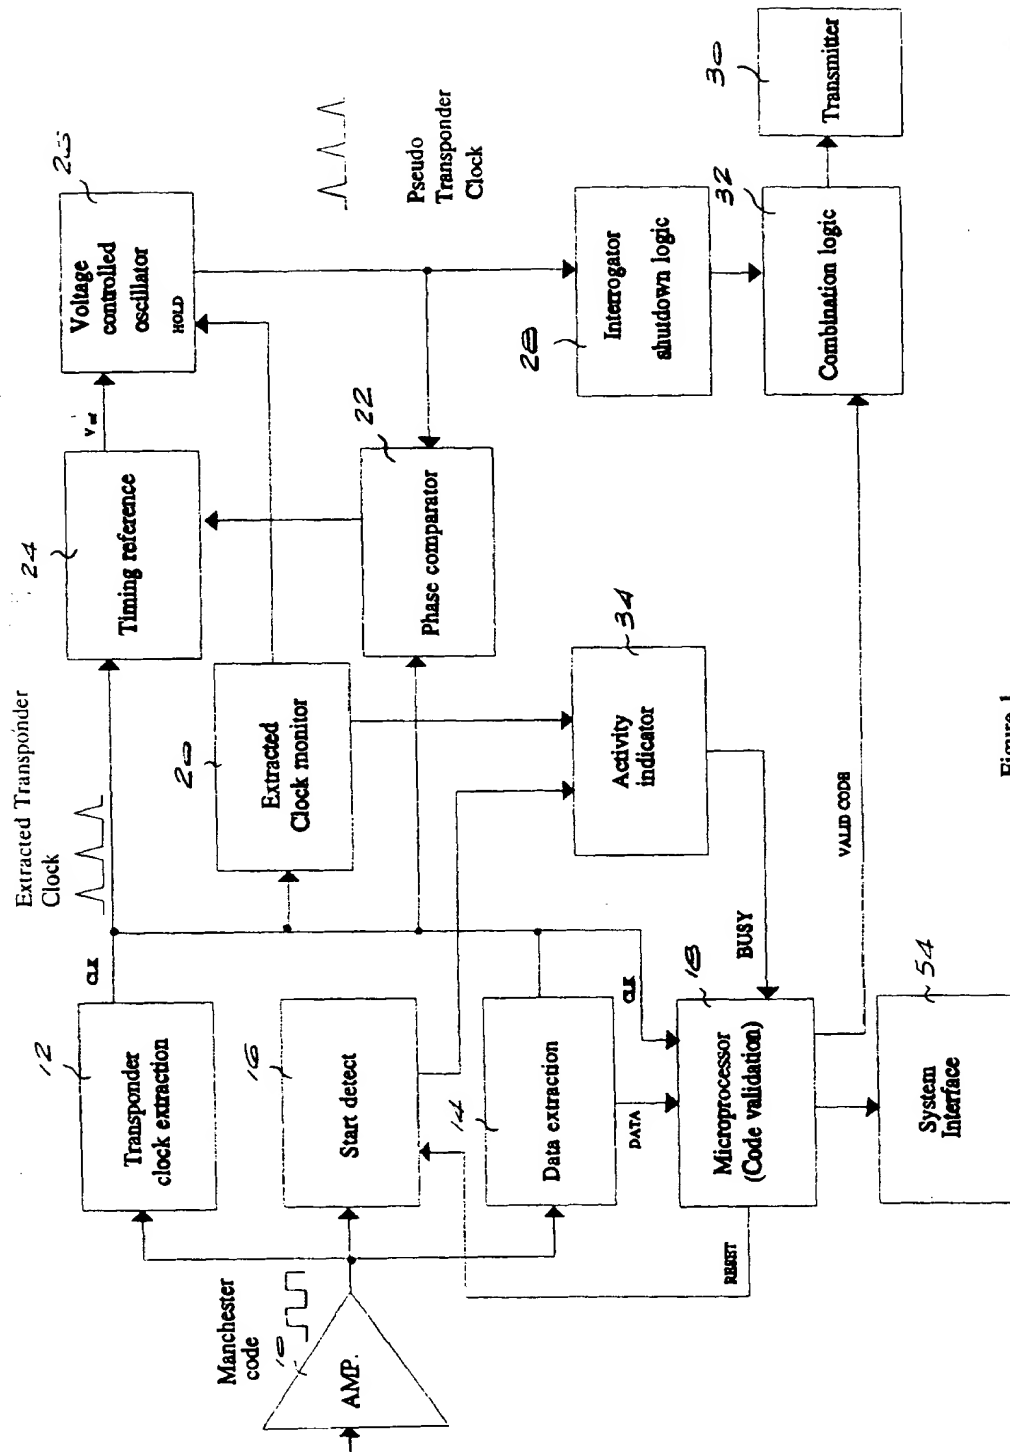 Manchester
code
10
AMP.
12
Transponder
clock extraction
CLK
Extracted Transponder
Clock
24
Timing reference
V ref
Voltage
controlled
oscillator
HOLD
16
Start detect
20
Extracted
Clock monitor
22
Phase comparator
Pseudo
Transponder
Clock
14
Data extraction
DATA
CLK
34
Activity
indicator
28
Interrogator
shutdown logic
RESET
18
Microprocessor
(Code validation)
BUSY
VALID CODE
32
Combination logic
30
Transmitter
54
System
Interface
Figure 1